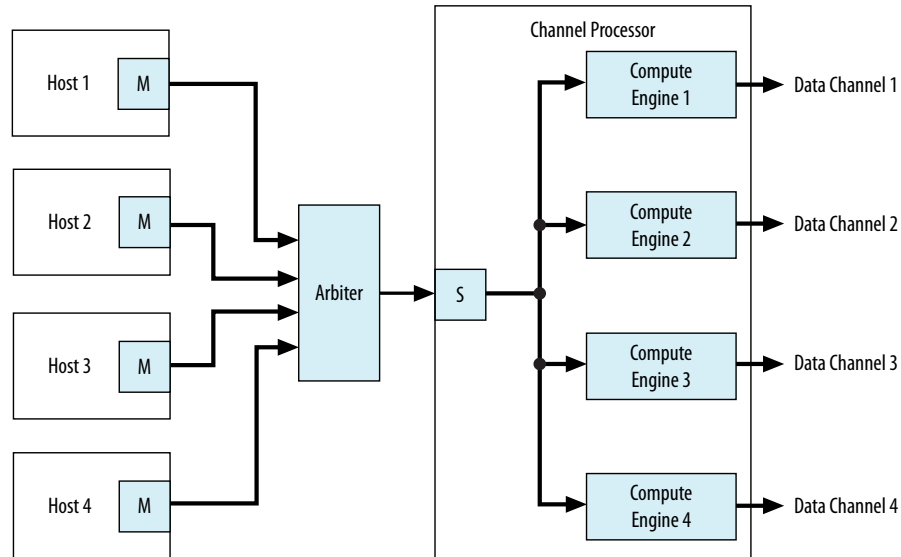 Channel Processor
Host 1
M
Compute
Engine 1
Data Channel 1
Host 2
M
Compute
Engine 2
Data Channel 2
Arbiter
S
Host 3
M
Compute
Engine 3
Data Channel 3
Host 4
M
Compute
Engine 4
Data Channel 4